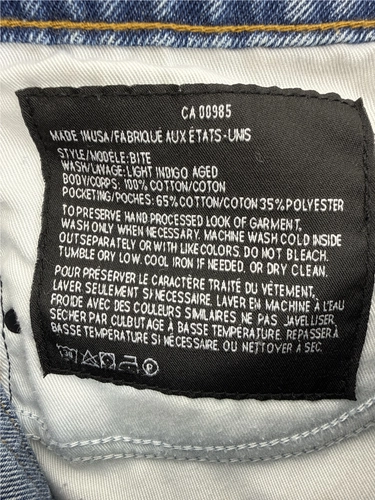 CA 00985
MADE IN USA/FABRIQUE AUX ÉTATS-UNIS
STYLE/MODELE: BITE
WASH/LAVAGE: LIGHT INDIGO AGED
BODY/CORPS: 100% COTTON/COTON
POCKETING/POCHES: 65% COTTON/COTON 35% POLYESTER
TO PRESERVE HAND PROCESSED LOOK OF GARMENT,
WASH ONLY WHEN NECESSARY. MACHINE WASH COLD INSIDE
OUT SEPARATELY OR WITH LIKE COLORS. DO NOT BLEACH.
TUMBLE DRY LOW. COOL IRON IF NEEDED, OR DRY CLEAN.
POUR PRÉSERVER LE CARACTÈRE TRAITÉ DU VÊTEMENT,
LAVER SEULEMENT SI NÉCESSAIRE. LAVER EN MACHINE À L'EAU
FROIDE AVEC DES COULEURS SIMILAIRES NE PAS JAVELLISER.
SÉCHER PAR CULBUTAGE À BASSE TEMPÉRATURE. REPASSER À
BASSE TEMPÉRATURE SI NÉCESSAIRE, OU NETTOYER À SEC.
P